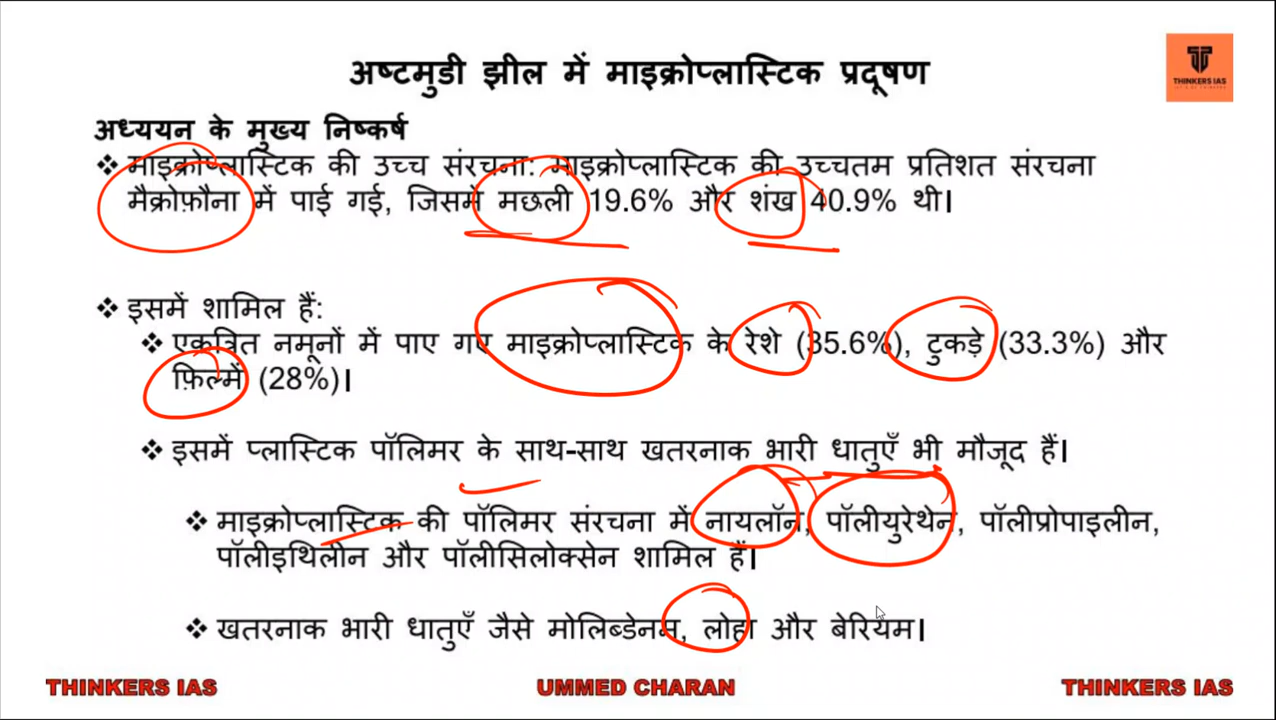 अष्टमुडी झील में माइक्रोप्लास्टिक प्रदूषण
THINKERS IAS
अध्ययन के मुख्य निष्कर्ष
❖ माइक्रोप्लास्टिक की उच्च संरचना: माइक्रोप्लास्टिक की उच्चतम प्रतिशत संरचना
मैक्रोफ़ौना में पाई गई, जिसमें मछली 19.6% और शंख 40.9% थी।
❖ इसमें शामिल हैं:
❖ एकत्रित नमूनों में पाए गए माइक्रोप्लास्टिक के रेशे (35.6%), टुकड़े (33.3%) और
फ़िल्में (28%)।
❖ इसमें प्लास्टिक पॉलिमर के साथ-साथ खतरनाक भारी धातुएँ भी मौजूद हैं।
❖ माइक्रोप्लास्टिक की पॉलिमर संरचना में नायलॉन, पॉलीयुरेथेन, पॉलीप्रोपाइलीन,
पॉलीइथिलीन और पॉलीसिलोक्सेन शामिल हैं।
❖ खतरनाक भारी धातुएँ जैसे मोलिब्डेनम, लोहा और बेरियम।
THINKERS IAS UMMED CHARAN THINKERS IAS